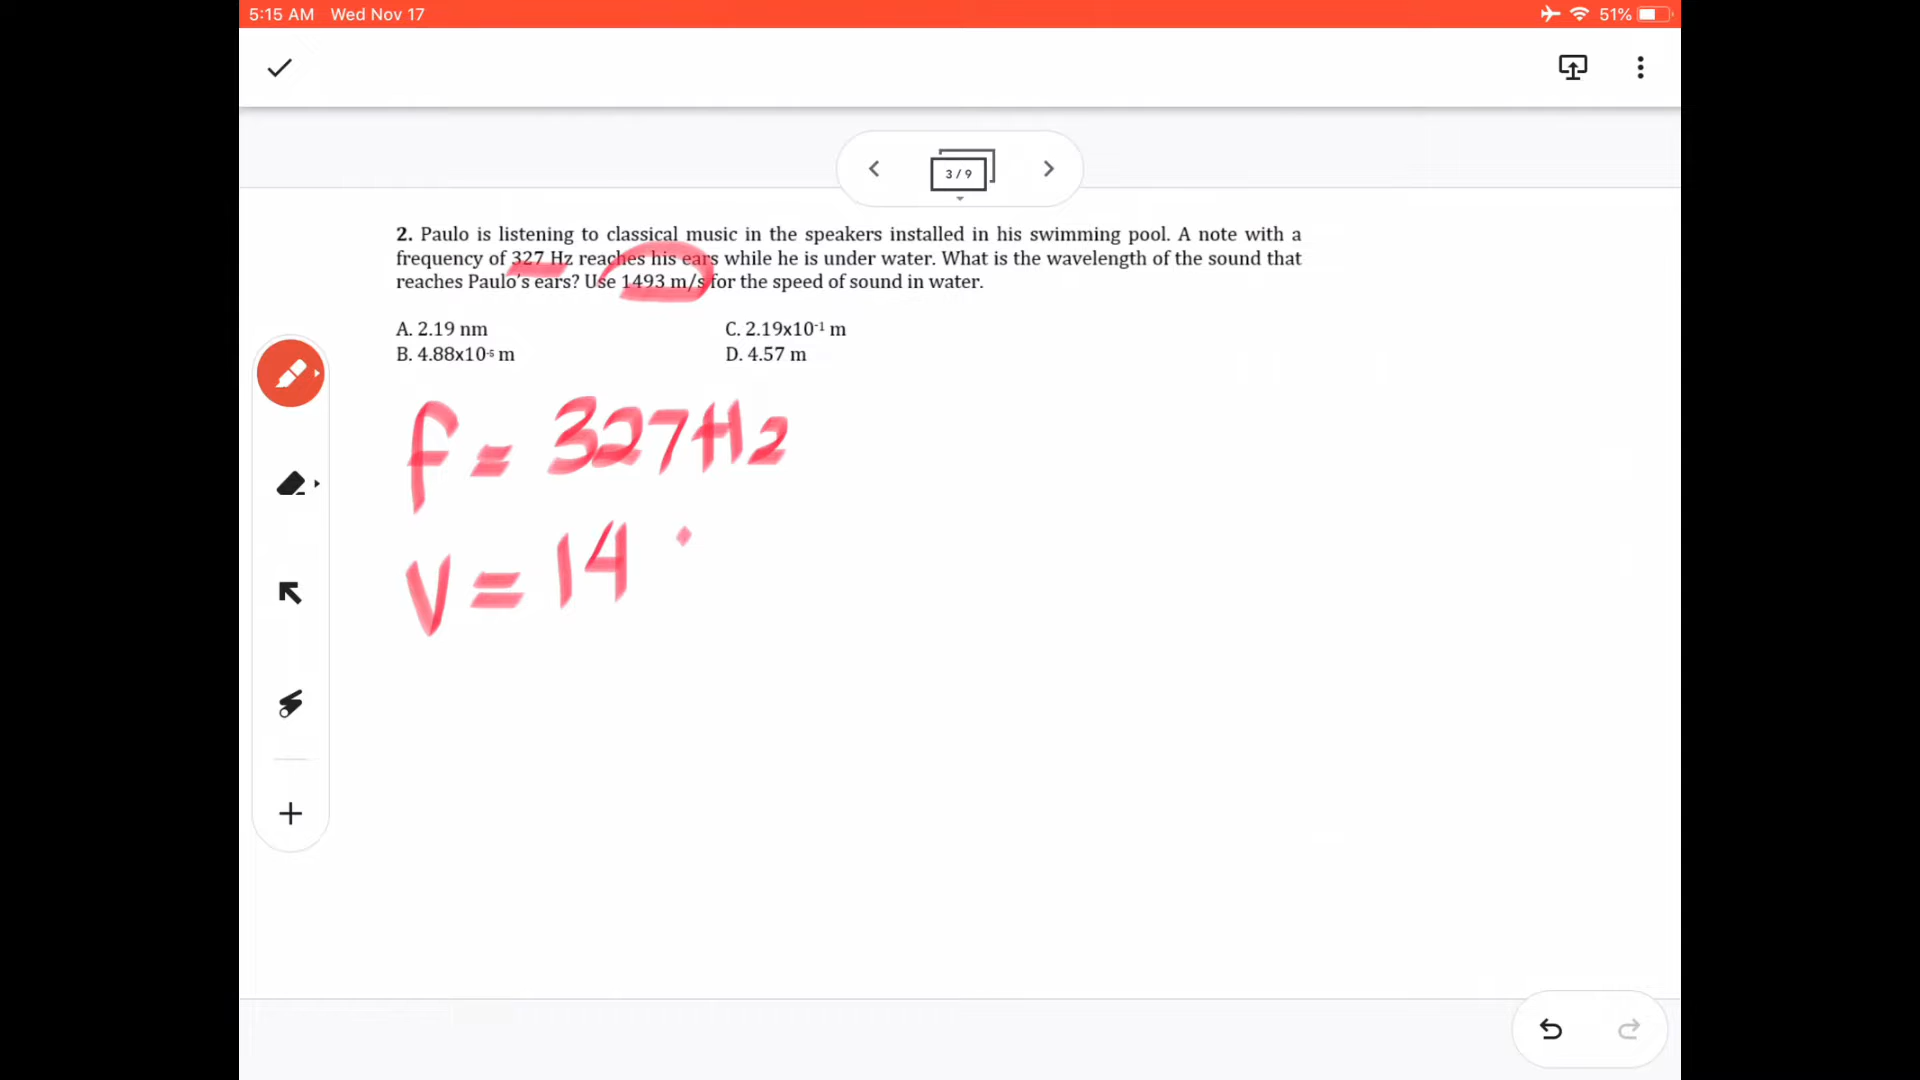 5:15 AM Wed Nov 17 51%
3 / 9
2. Paulo is listening to classical music in the speakers installed in his swimming pool. A note with a
frequency of 327 Hz reaches his ears while he is under water. What is the wavelength of the sound that
reaches Paulo's ears? Use 1493 m/s for the speed of sound in water.
A. 2.19 nm C. 2.19x10⁻¹ m
B. 4.88x10⁻⁵ m D. 4.57 m
f = 327Hz
V = 14